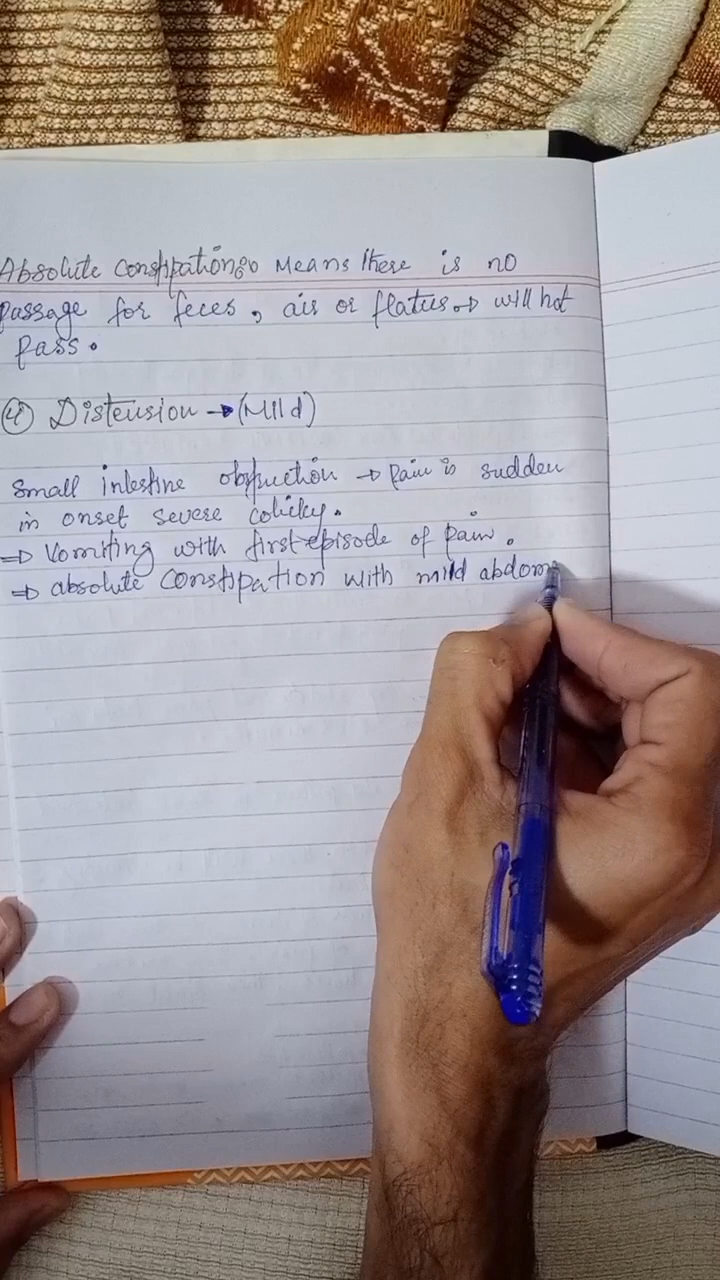 Absolute Constipation:o Means there is no
passage for feces, air or flatus → will not
pass.
④ Distension → (Mild)
Small intestine obstruction → Pain is sudden
in onset severe colicky.
⇒ Vomiting with first episode of pain.
⇒ absolute constipation with mild abdom